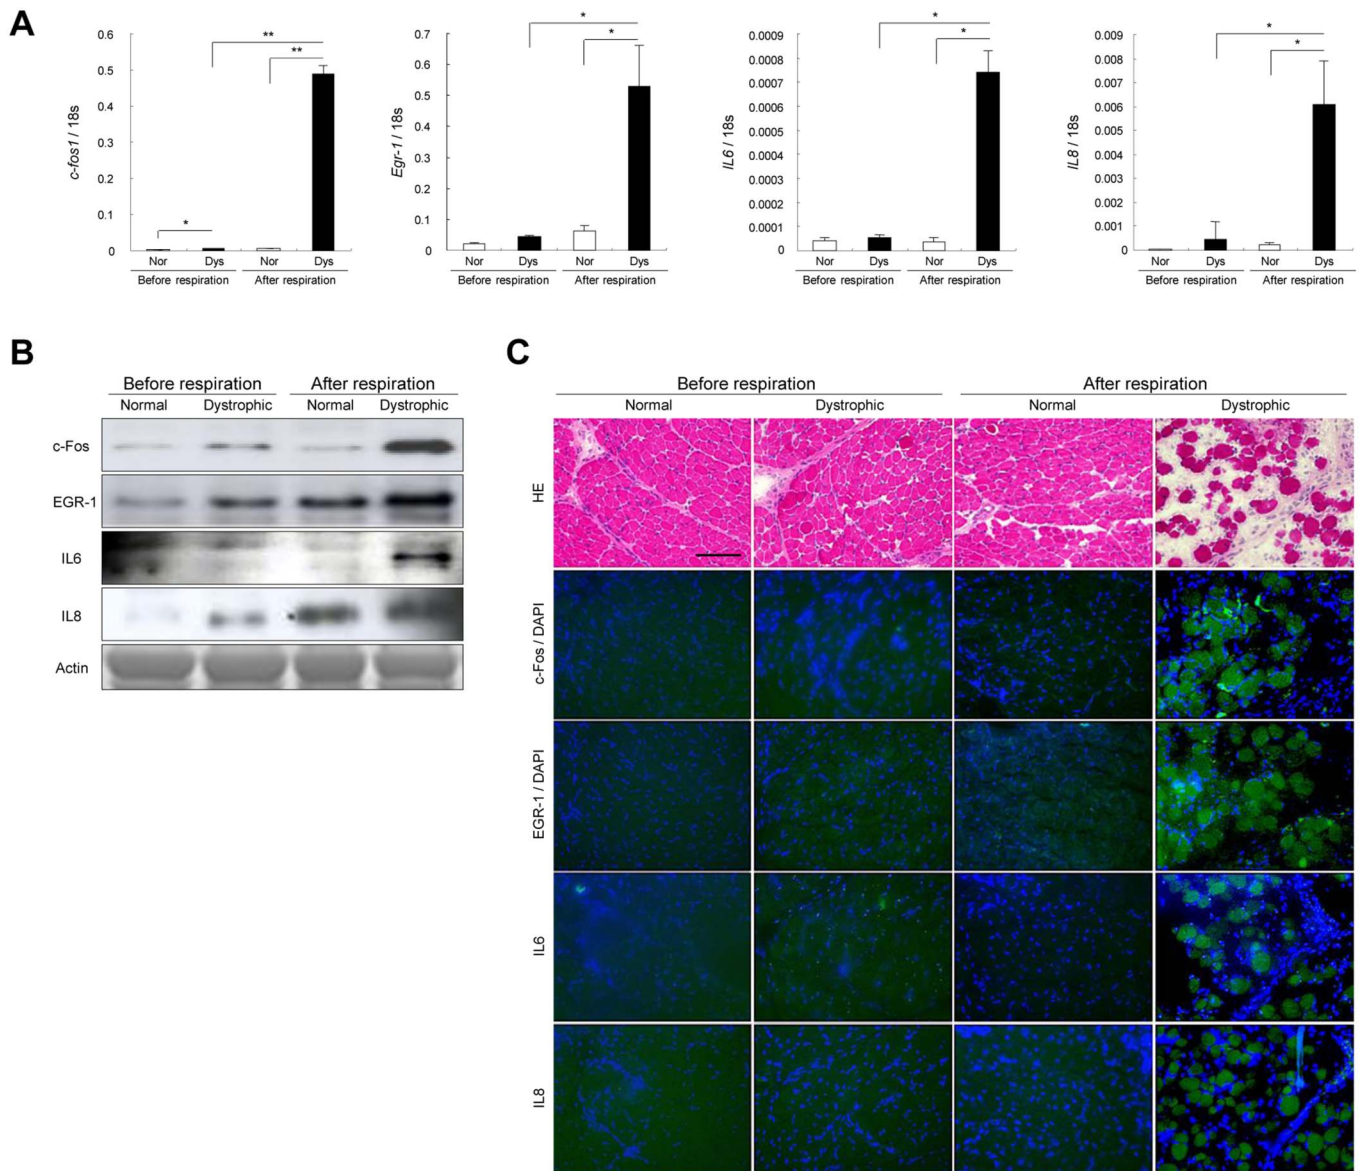 A
c-fos1 / 18s
0.6
0.5
0.4
0.3
0.2
0.1
0
*
**
**
Nor Dys Nor Dys
Before respiration After respiration
Egr-1 / 18s
0.7
0.6
0.5
0.4
0.3
0.2
0.1
0
*
*
Nor Dys Nor Dys
Before respiration After respiration
IL6 / 18s
0.0009
0.0008
0.0007
0.0006
0.0005
0.0004
0.0003
0.0002
0.0001
0
*
*
Nor Dys Nor Dys
Before respiration After respiration
IL8 / 18s
0.009
0.008
0.007
0.006
0.005
0.004
0.003
0.002
0.001
0
*
*
Nor Dys Nor Dys
Before respiration After respiration
B
Before respiration After respiration
Normal Dystrophic Normal Dystrophic
c-Fos
EGR-1
IL6
IL8
Actin
C
Before respiration After respiration
Normal Dystrophic Normal Dystrophic
HE
c-Fos / DAPI
EGR-1 / DAPI
IL6
IL8